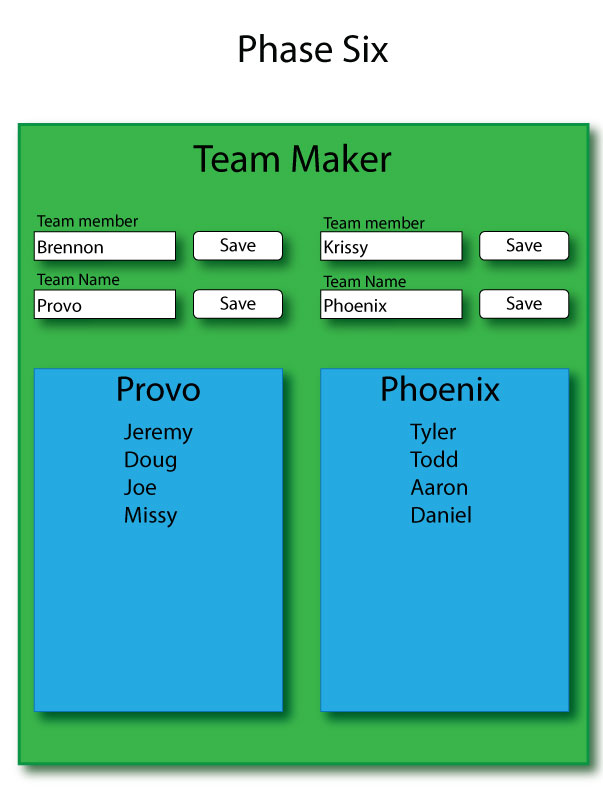 Phase Six
Team Maker
Team member
Brennon
Save
Team Name
Provo
Save
Team member
Krissy
Save
Team Name
Phoenix
Save
Provo
Jeremy
Doug
Joe
Missy
Phoenix
Tyler
Todd
Aaron
Daniel